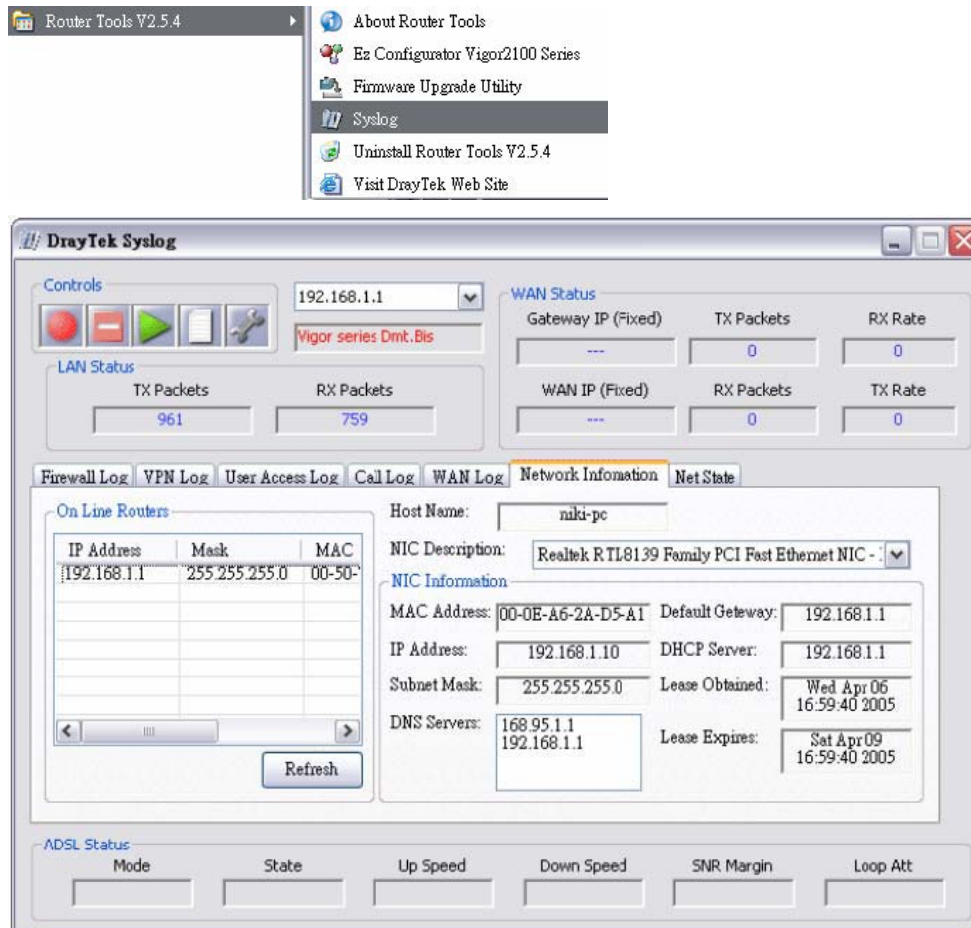 Router Tools V2.5.4
About Router Tools
Ez Configurator Vigor2100 Series
Firmware Upgrade Utility
Syslog
Uninstall Router Tools V2.5.4
Visit DrayTek Web Site
DrayTek Syslog
Controls
192.168.1.1
Vigor series Dmt.Bis
WAN Status
Gateway IP (Fixed) TX Packets RX Rate
--- 0 0
WAN IP (Fixed) RX Packets TX Rate
--- 0 0
LAN Status
TX Packets RX Packets
961 759
Firewall Log VPN Log User Access Log Call Log WAN Log Network Infomation Net State
On Line Routers
IP Address Mask MAC
192.168.1.1 255.255.255.0 00-50-
Refresh
Host Name: niki-pc
NIC Description: Realtek RTL8139 Family PCI Fast Ethernet NIC -
NIC Information
MAC Address: 00-0E-A6-2A-D5-A1 Default Geteway: 192.168.1.1
IP Address: 192.168.1.10 DHCP Server: 192.168.1.1
Subnet Mask: 255.255.255.0 Lease Obtained: Wed Apr 06
16:59:40 2005
DNS Servers: 168.95.1.1
192.168.1.1
Lease Expires: Sat Apr 09
16:59:40 2005
ADSL Status
Mode State Up Speed Down Speed SNR Margin Loop Att